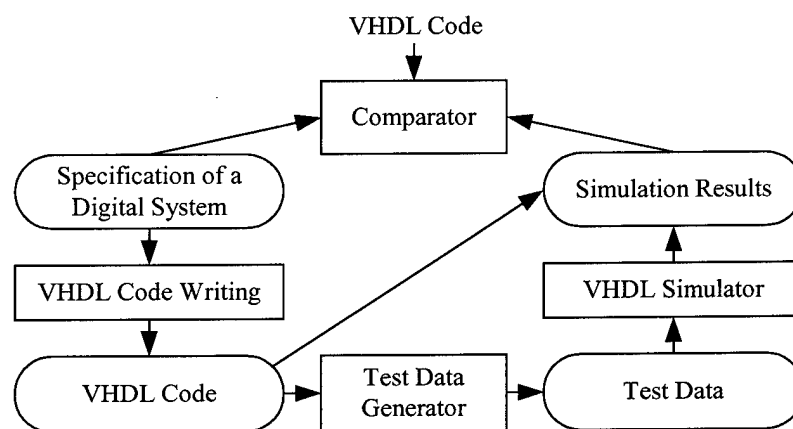 VHDL Code
Comparator
Specification of a
Digital System
Simulation Results
VHDL Code Writing
VHDL Simulator
VHDL Code
Test Data
Generator
Test Data